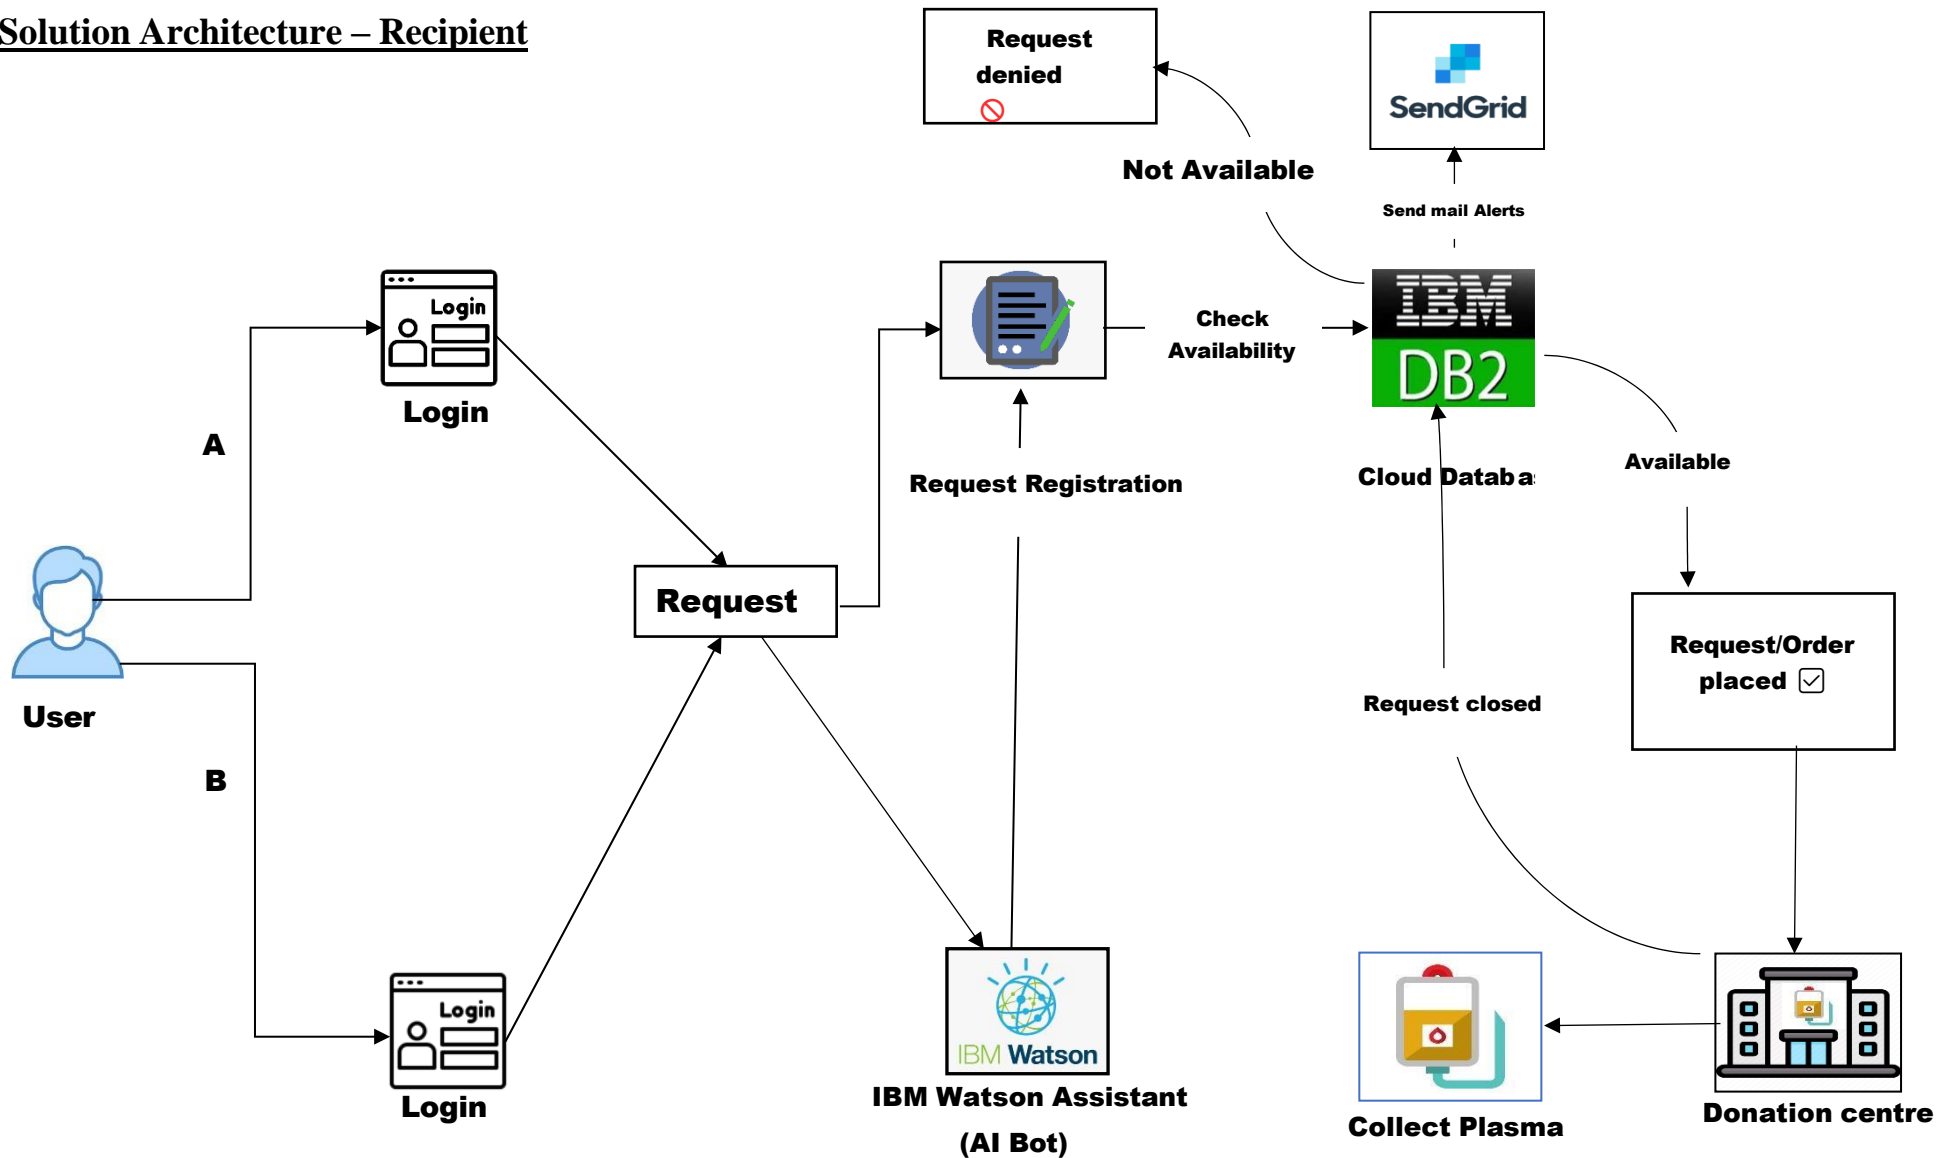 Solution Architecture – Recipient
Request
denied
SendGrid
Not Available
Send mail Alerts
Login
Login
A
Check
Availability
IBM
DB2
Request Registration
Cloud Databa
Available
Request
Request/Order
placed
User
Request closed
B
Login
Login
IBM Watson
IBM Watson Assistant
(AI Bot)
Collect Plasma
Donation centre